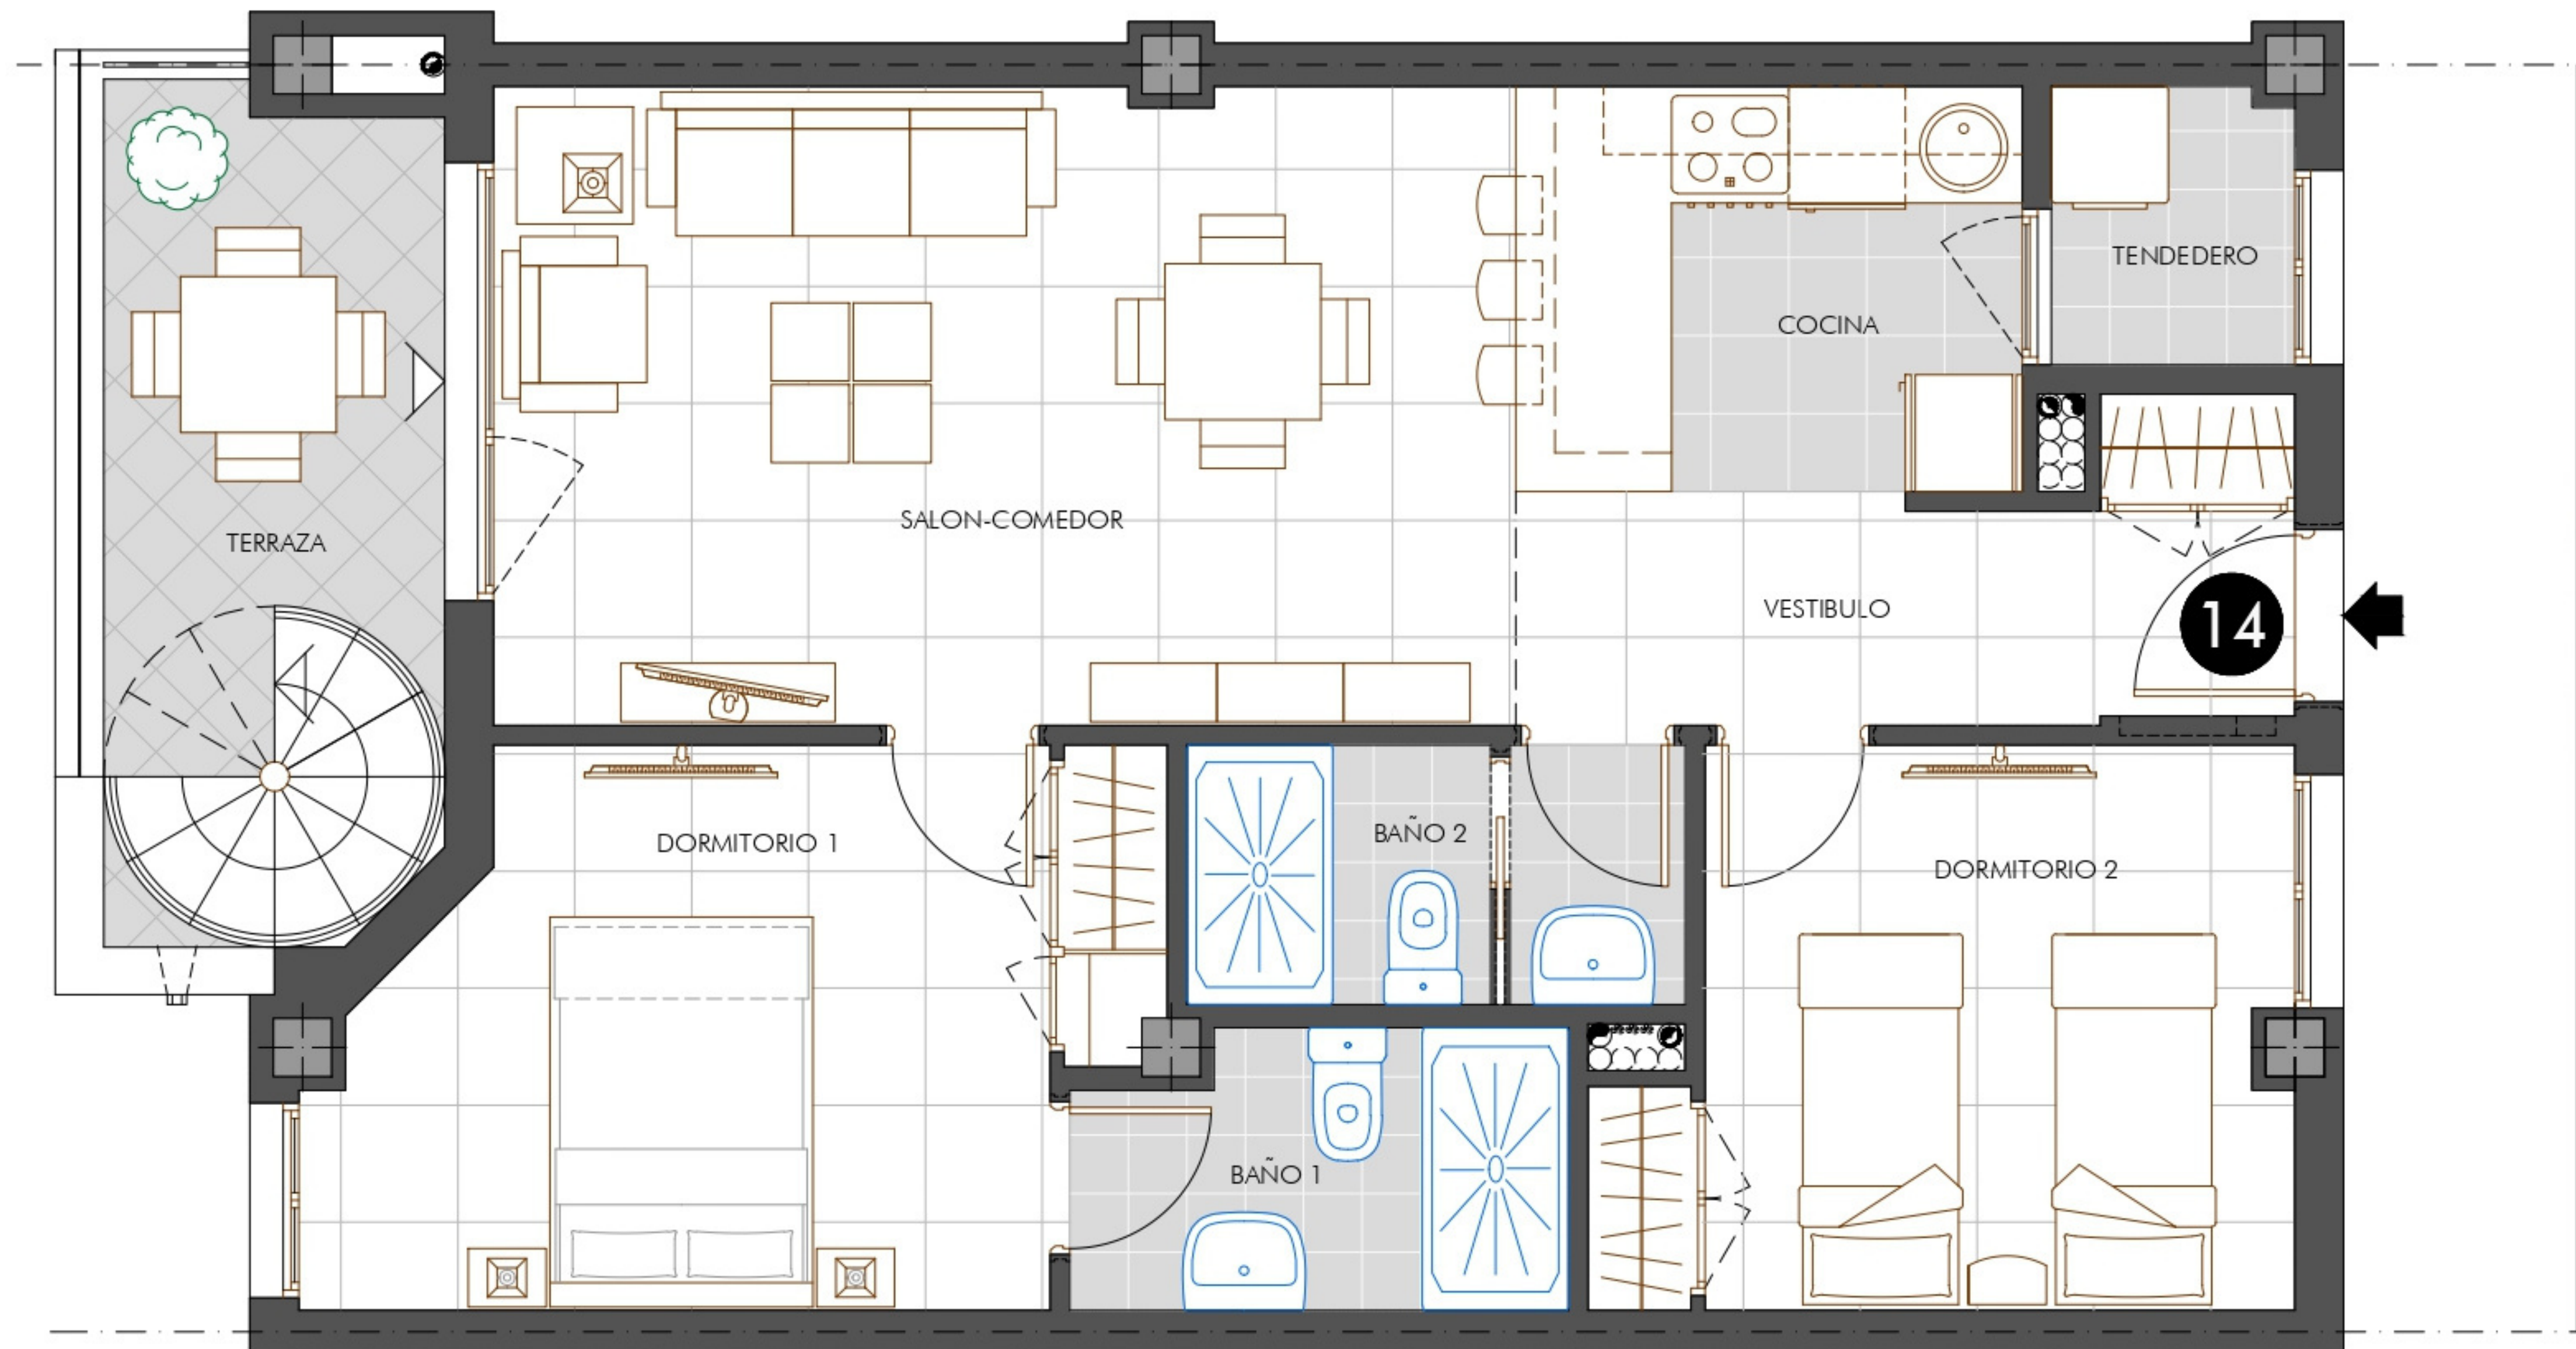 TENDEDERO
COCINA
SALON-COMEDOR
TERRAZA
VESTIBULO
14
DORMITORIO 1
BAÑO 2
DORMITORIO 2
BAÑO 1